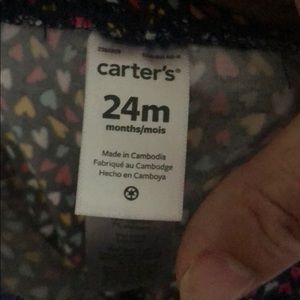 carter's®
24m
months/mois
Made in Cambodia
Fabriqué au Cambodge
Hecho en Camboya